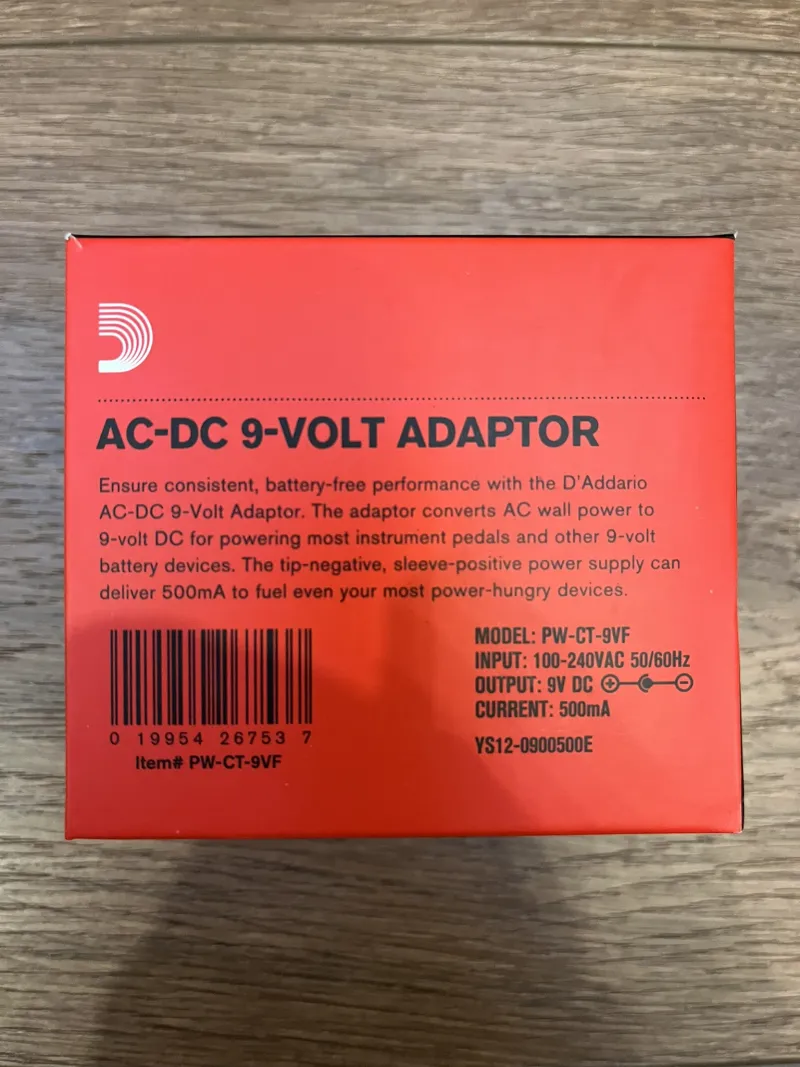 AC-DC 9-VOLT ADAPTOR
Ensure consistent, battery-free performance with the D'Addario
AC-DC 9-Volt Adaptor. The adaptor converts AC wall power to
9-volt DC for powering most instrument pedals and other 9-volt
battery devices. The tip-negative, sleeve-positive power supply can
deliver 500mA to fuel even your most power-hungry devices.
0 19954 26753 7
Item# PW-CT-9VF
MODEL: PW-CT-9VF
INPUT: 100-240VAC 50/60Hz
OUTPUT: 9V DC
CURRENT: 500mA
YS12-0900500E